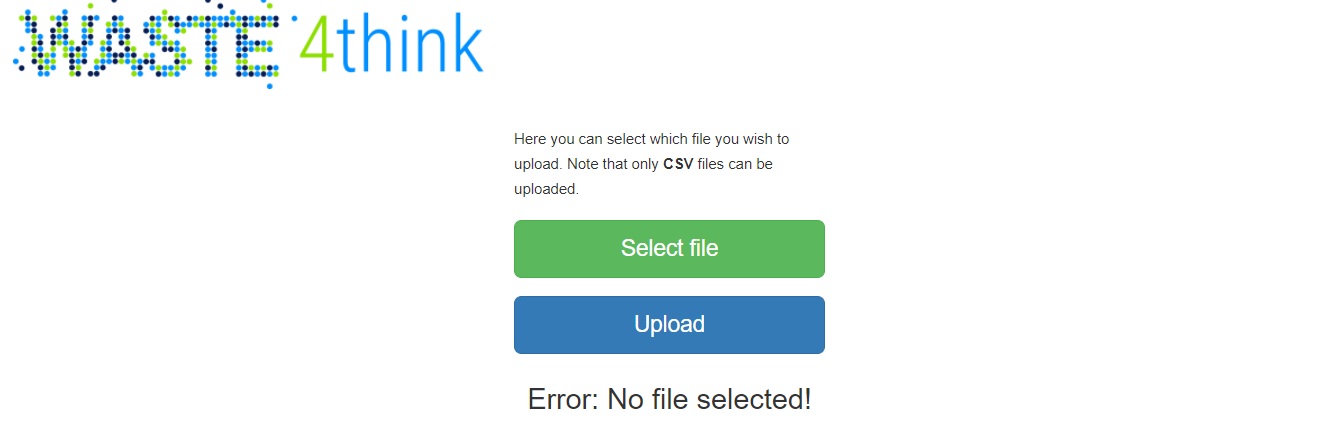 WASTE 4think
Here you can select which file you wish to
upload. Note that only CSV files can be
uploaded.
Select file
Upload
Error: No file selected!